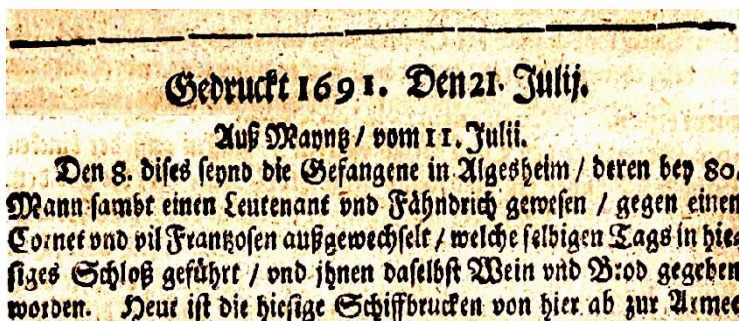 Gedruckt 1691. Den 21. Julij.
Auß Mayntz / vom 11. Julii.
Den 8. dises seynd die Gefangene in Algesheim / deren bey 80.
Mann sambt einen Leutenant vnd Fähndrich gewesen / gegen einen
Cornet vnd vil Frantzosen außgewechselt / welche selbigen Tags in hie-
siges Schloß geführt / vnd jhnen daselbst Wein vnd Brod gegeben
worden. Heut ist die hiesige Schiffbrucken von hier ab zur Armee